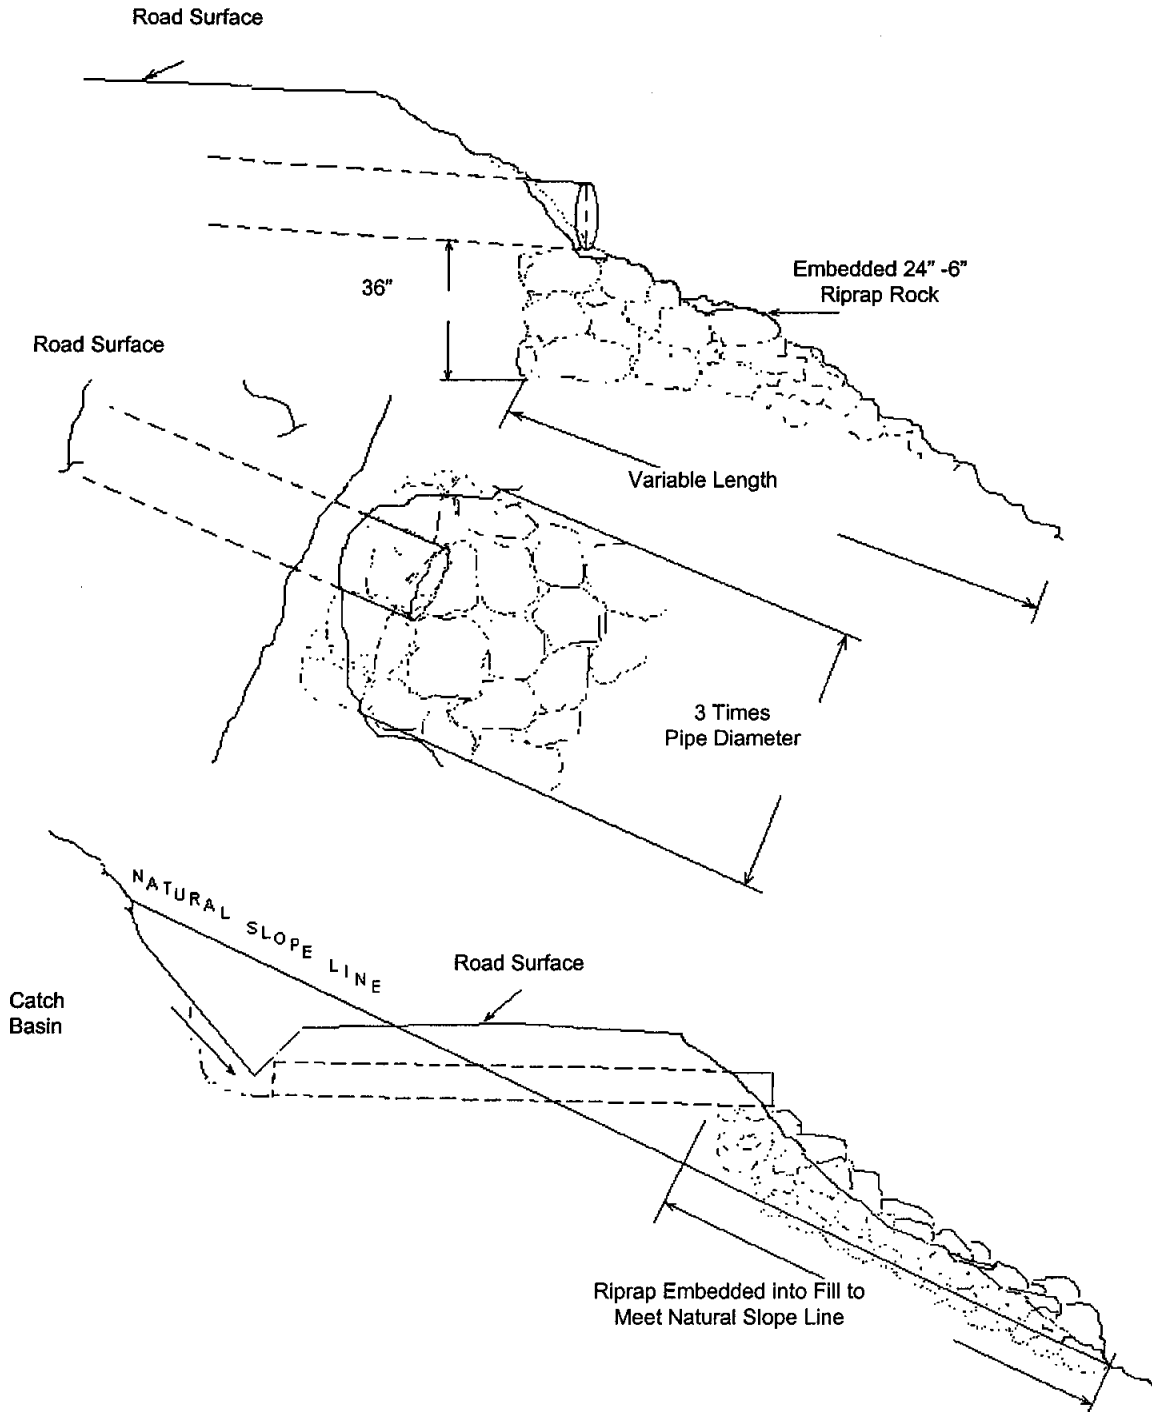 Road Surface
36”
Embedded 24” -6”
Riprap Rock
Road Surface
Variable Length
3 Times
Pipe Diameter
NATURAL SLOPE LINE
Road Surface
Catch
Basin
Riprap Embedded into Fill to
Meet Natural Slope Line